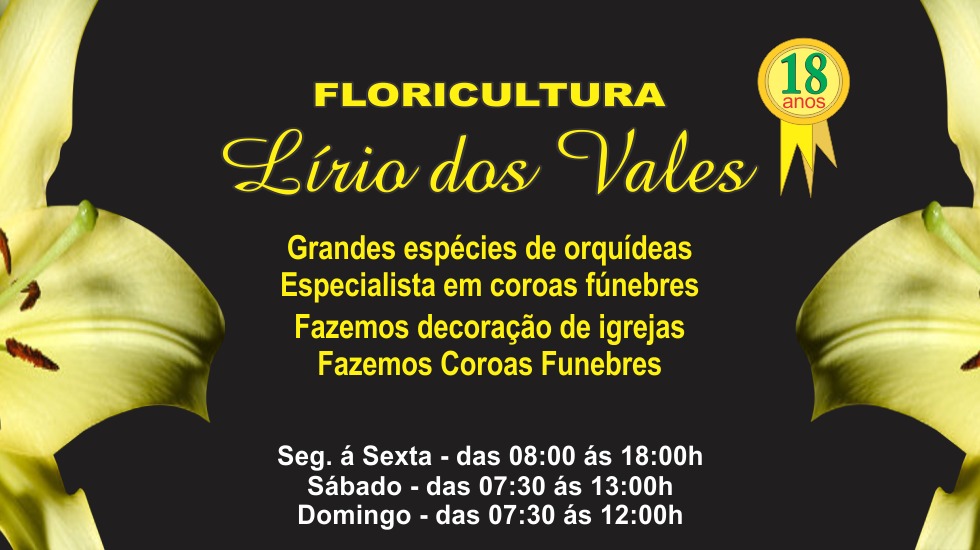 FLORICULTURA
18
anos
Lírio dos Vales
Grandes espécies de orquídeas
Especialista em coroas fúnebres
Fazemos decoração de igrejas
Fazemos Coroas Funebres
Seg. á Sexta - das 08:00 ás 18:00h
Sábado - das 07:30 ás 13:00h
Domingo - das 07:30 ás 12:00h